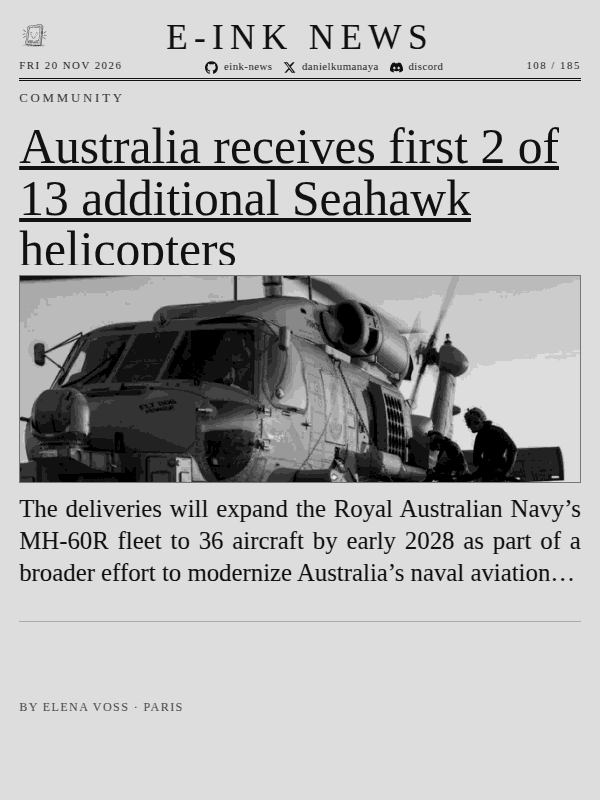 E-INK NEWS
FRI 20 NOV 2026
eink-news danielkumanaya discord
108 / 185
COMMUNITY
Australia receives first 2 of
13 additional Seahawk
helicopters
The deliveries will expand the Royal Australian Navy’s
MH-60R fleet to 36 aircraft by early 2028 as part of a
broader effort to modernize Australia’s naval aviation…
BY ELENA VOSS · PARIS